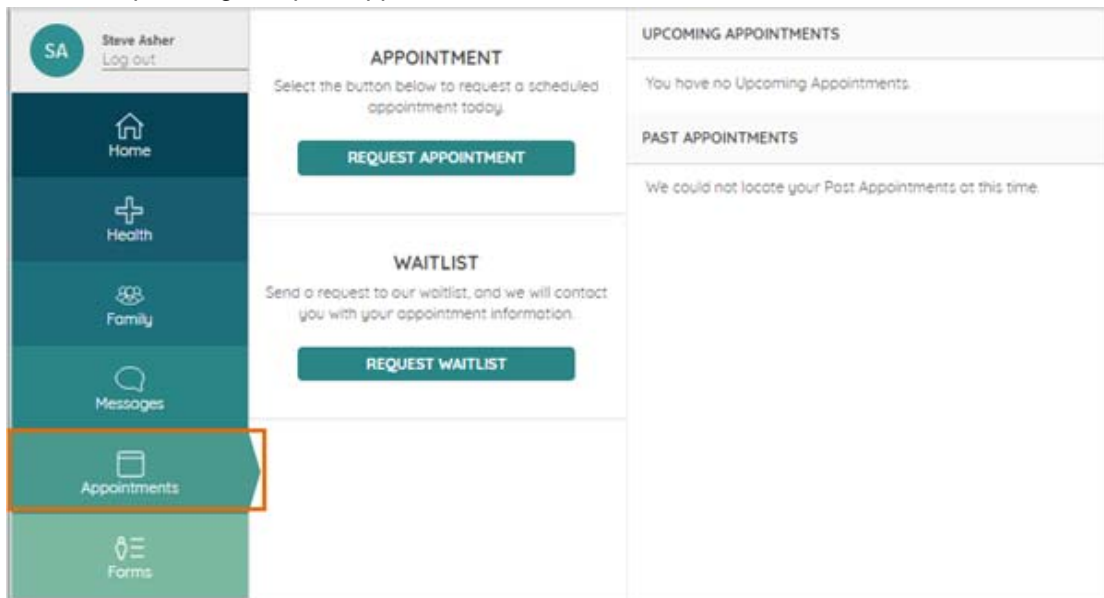 SA
Steve Asher
Log out
Home
Health
Family
Messages
Appointments
Forms
APPOINTMENT
Select the button below to request a scheduled
appointment today.
REQUEST APPOINTMENT
WAITLIST
Send a request to our waitlist, and we will contact
you with your appointment information.
REQUEST WAITLIST
UPCOMING APPOINTMENTS
You have no Upcoming Appointments.
PAST APPOINTMENTS
We could not locate your Past Appointments at this time.